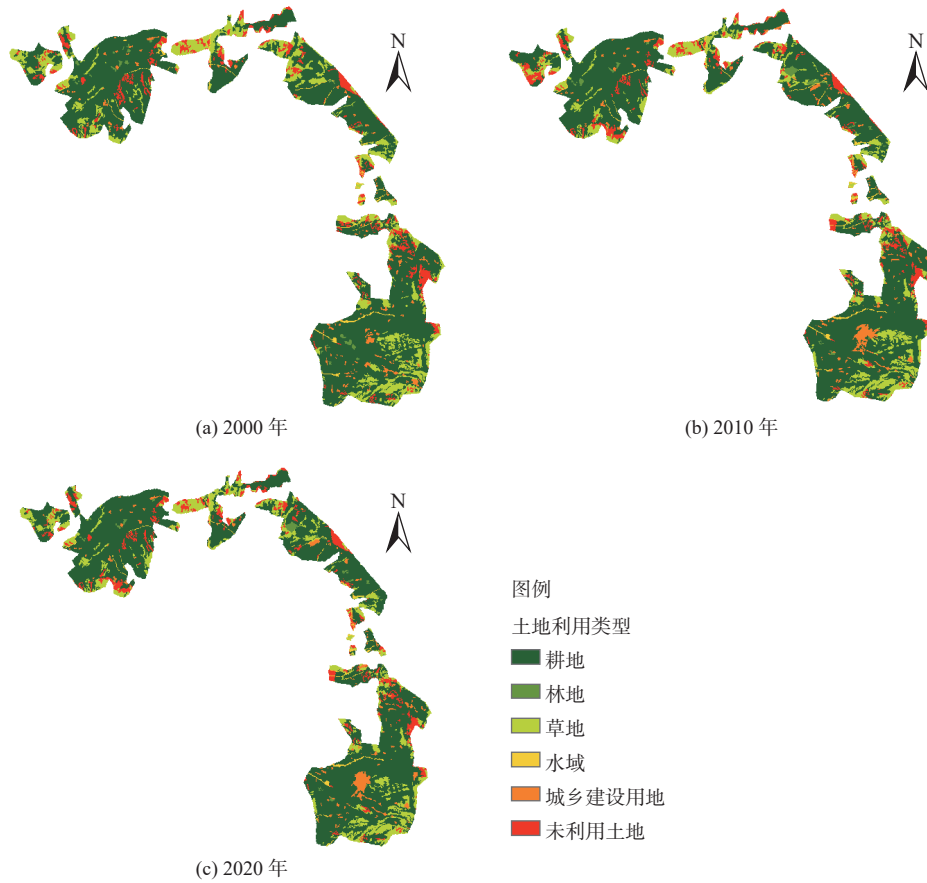 N
N
(a) 2000 年
(b) 2010 年
N
图例
土地利用类型
耕地
林地
草地
水域
城乡建设用地
未利用土地
(c) 2020 年